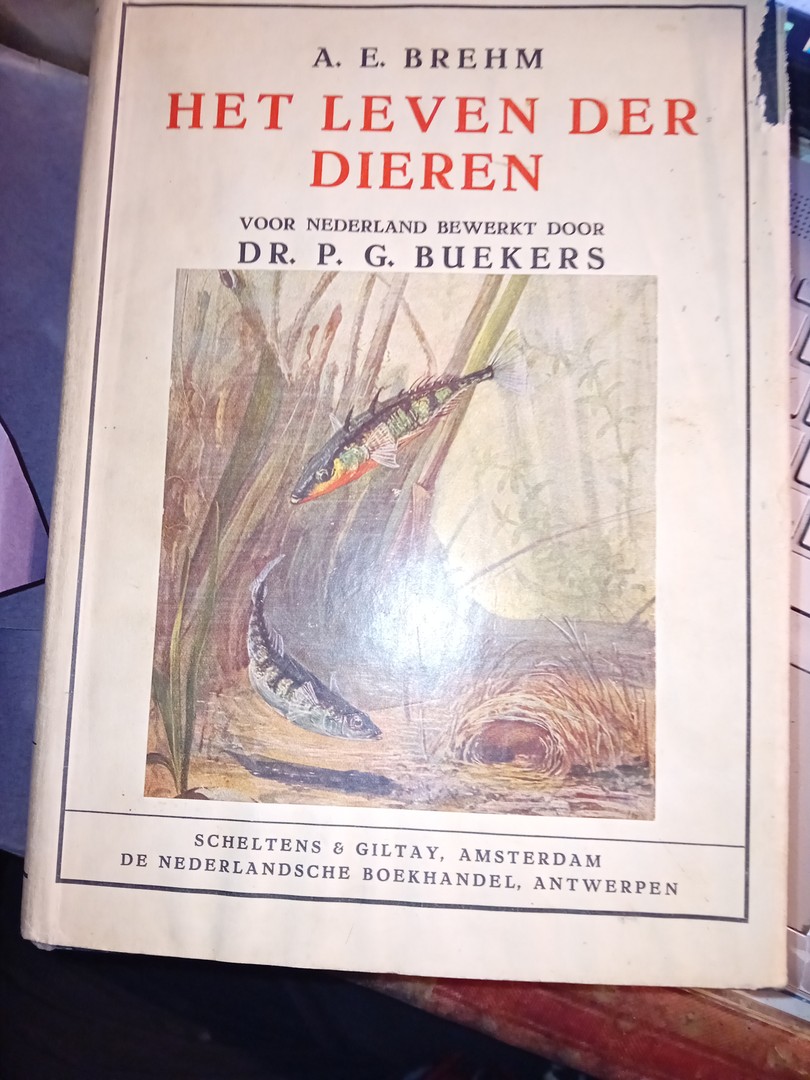 A. E. BREHM
HET LEVEN DER
DIEREN
VOOR NEDERLAND BEWERKT DOOR
DR. P. G. BUEKERS
SCHELTENS & GILTAY, AMSTERDAM
DE NEDERLANDSCHE BOEKHANDEL, ANTWERPEN